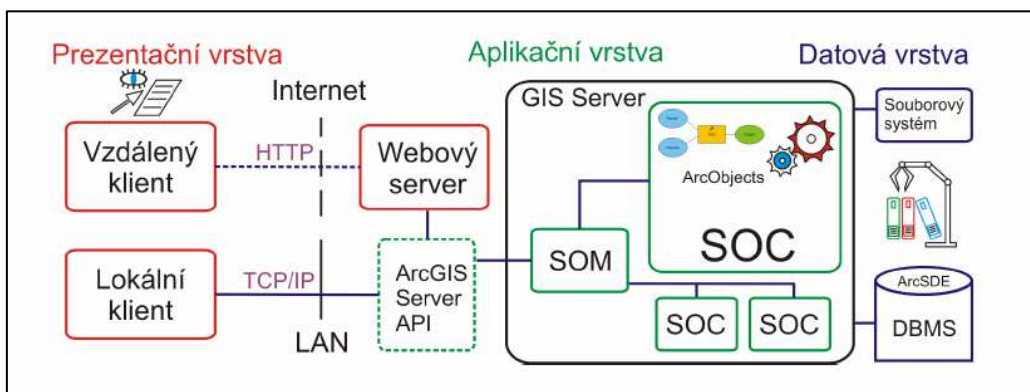 Prezentační vrstva
Aplikační vrstva
Datová vrstva
Internet
GIS Server
Vzdálený
klient
HTTP
Webový
server
Lokální
klient
TCP/IP
ArcGIS
Server
API
LAN
SOM
ArcObjects
SOC
SOC
SOC
Souborový
systém
ArcSDE
DBMS